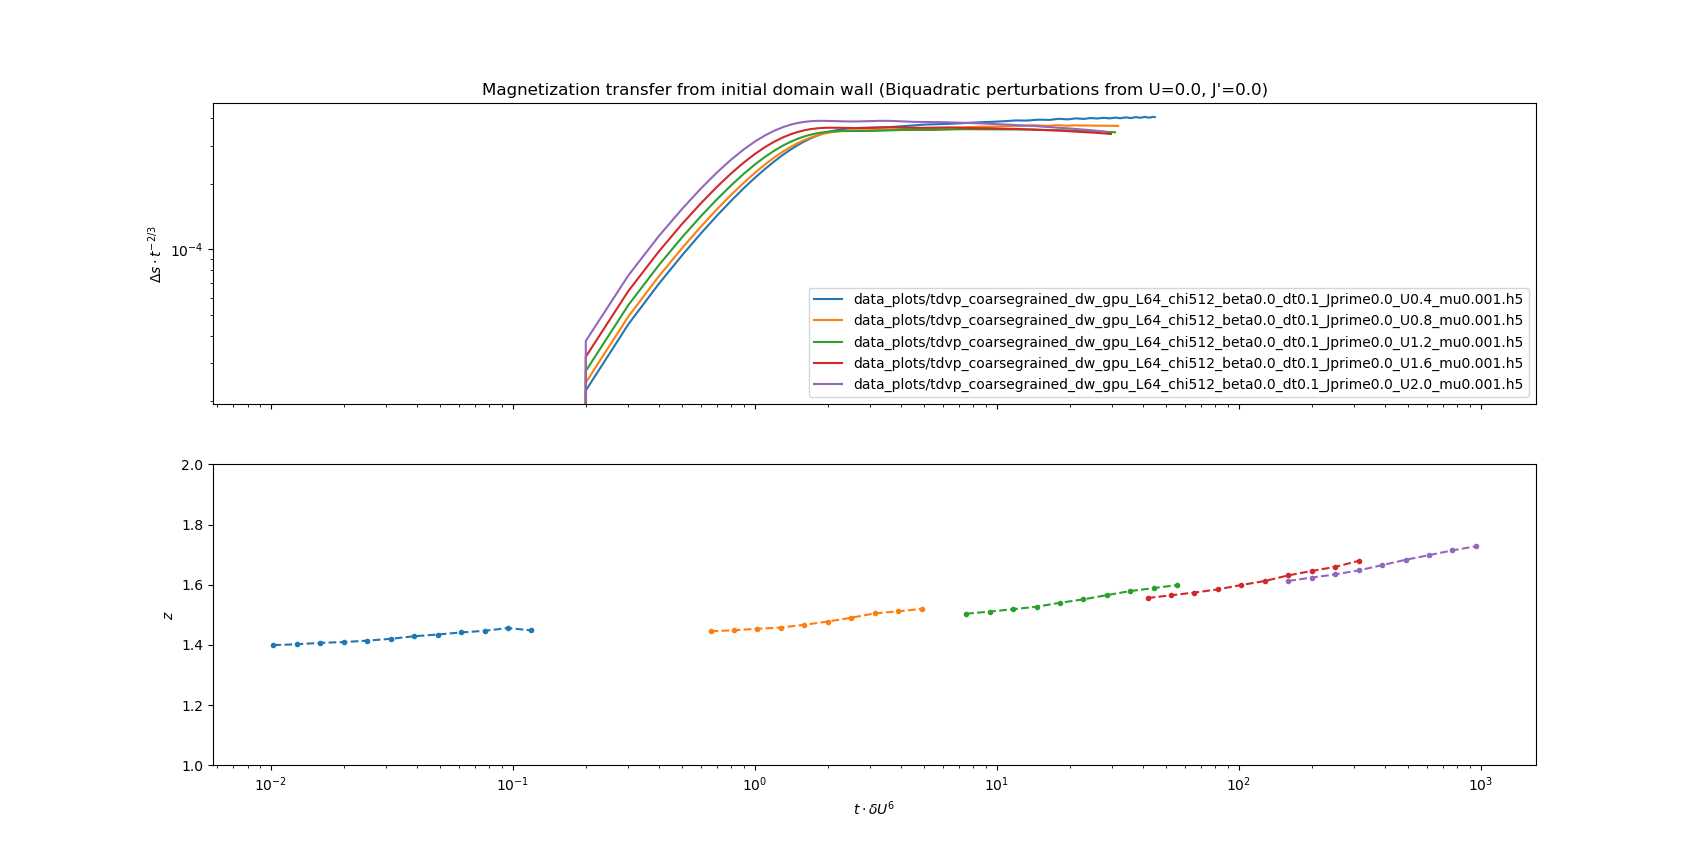 Magnetization transfer from initial domain wall (Biquadratic perturbations from U=0.0, J'=0.0)
Δs · t^{-2/3}
10^{-4}
data_plots/tdvp_coarsegrained_dw_gpu_L64_chi512_beta0.0_dt0.1_Jprime0.0_U0.4_mu0.001.h5
data_plots/tdvp_coarsegrained_dw_gpu_L64_chi512_beta0.0_dt0.1_Jprime0.0_U0.8_mu0.001.h5
data_plots/tdvp_coarsegrained_dw_gpu_L64_chi512_beta0.0_dt0.1_Jprime0.0_U1.2_mu0.001.h5
data_plots/tdvp_coarsegrained_dw_gpu_L64_chi512_beta0.0_dt0.1_Jprime0.0_U1.6_mu0.001.h5
data_plots/tdvp_coarsegrained_dw_gpu_L64_chi512_beta0.0_dt0.1_Jprime0.0_U2.0_mu0.001.h5
z
2.0
1.8
1.6
1.4
1.2
1.0
10^{-2} 10^{-1} 10^{0} 10^{1} 10^{2} 10^{3}
t · δU^{6}